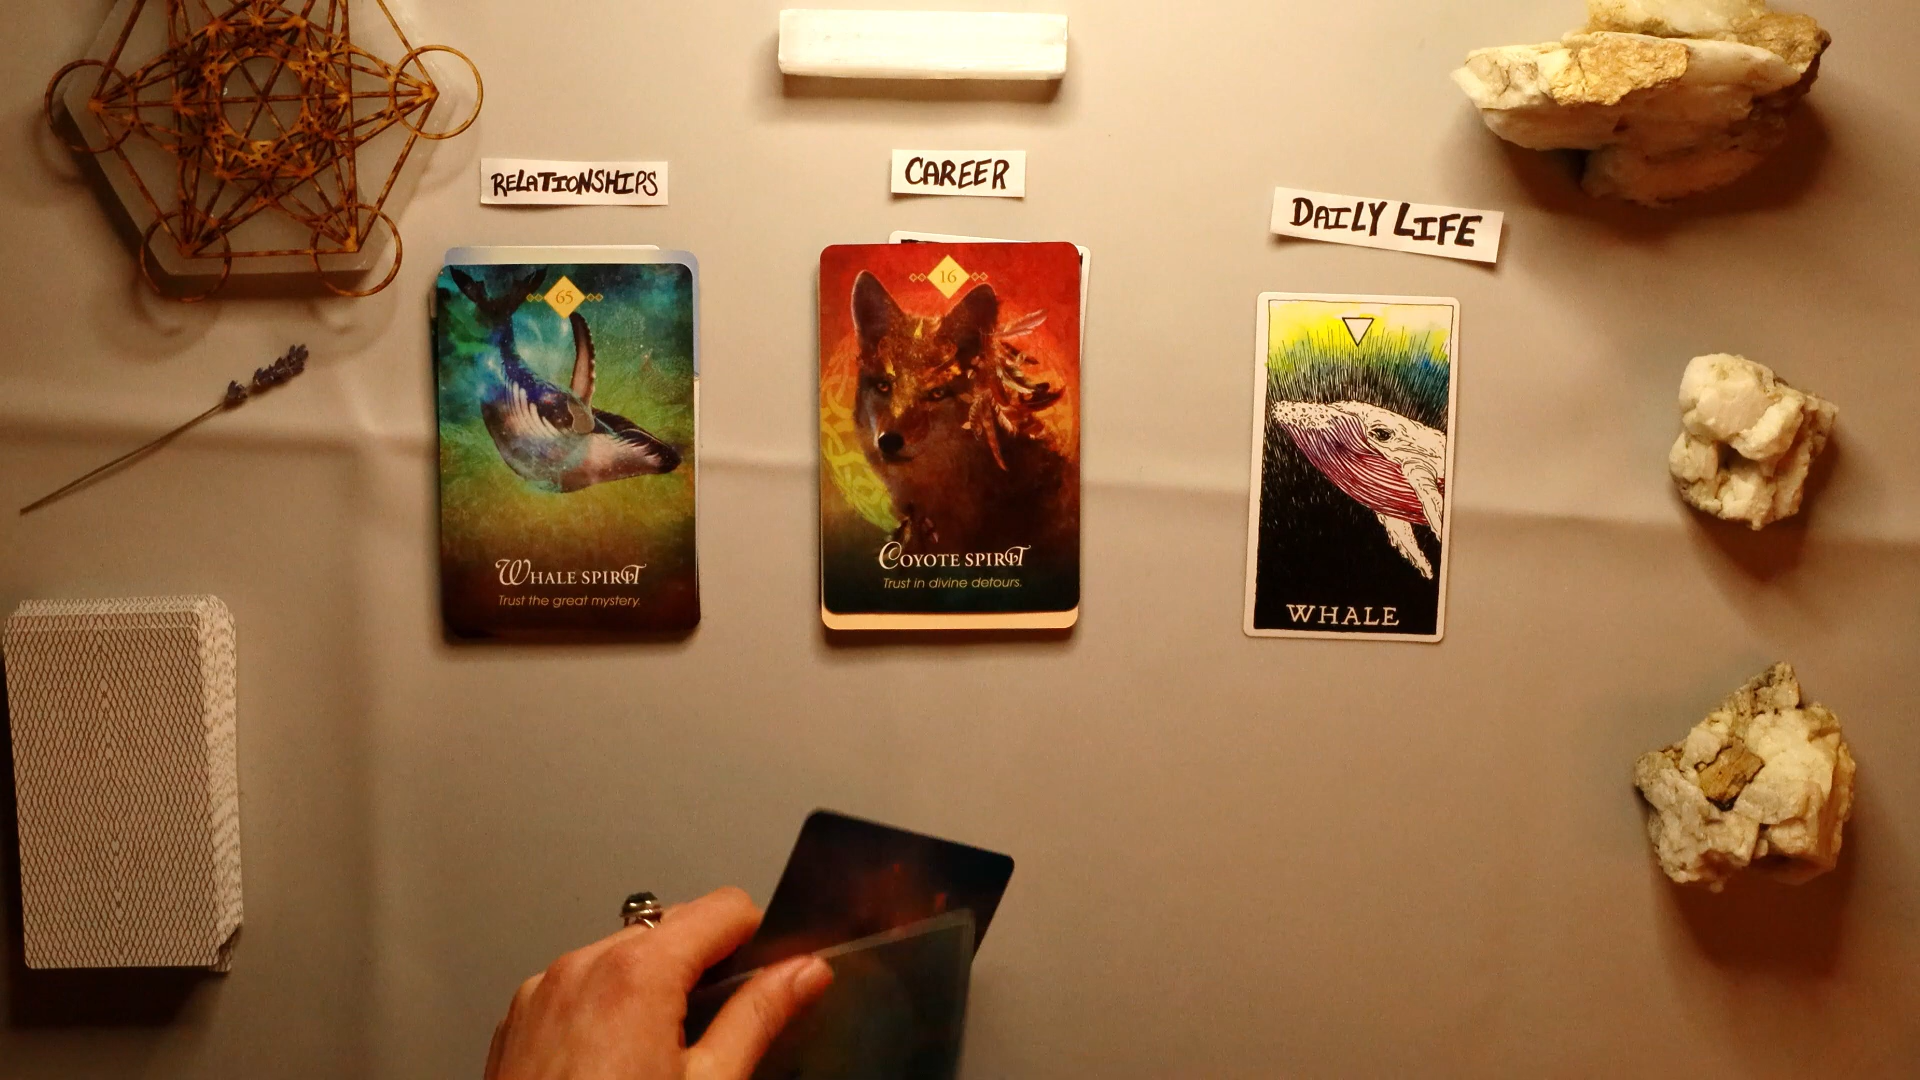 RELATIONSHIPS
CAREER
DAILY LIFE
65
WHALE SPIRIT
Trust the great mystery.
16
COYOTE SPIRIT
Trust in divine detours.
WHALE